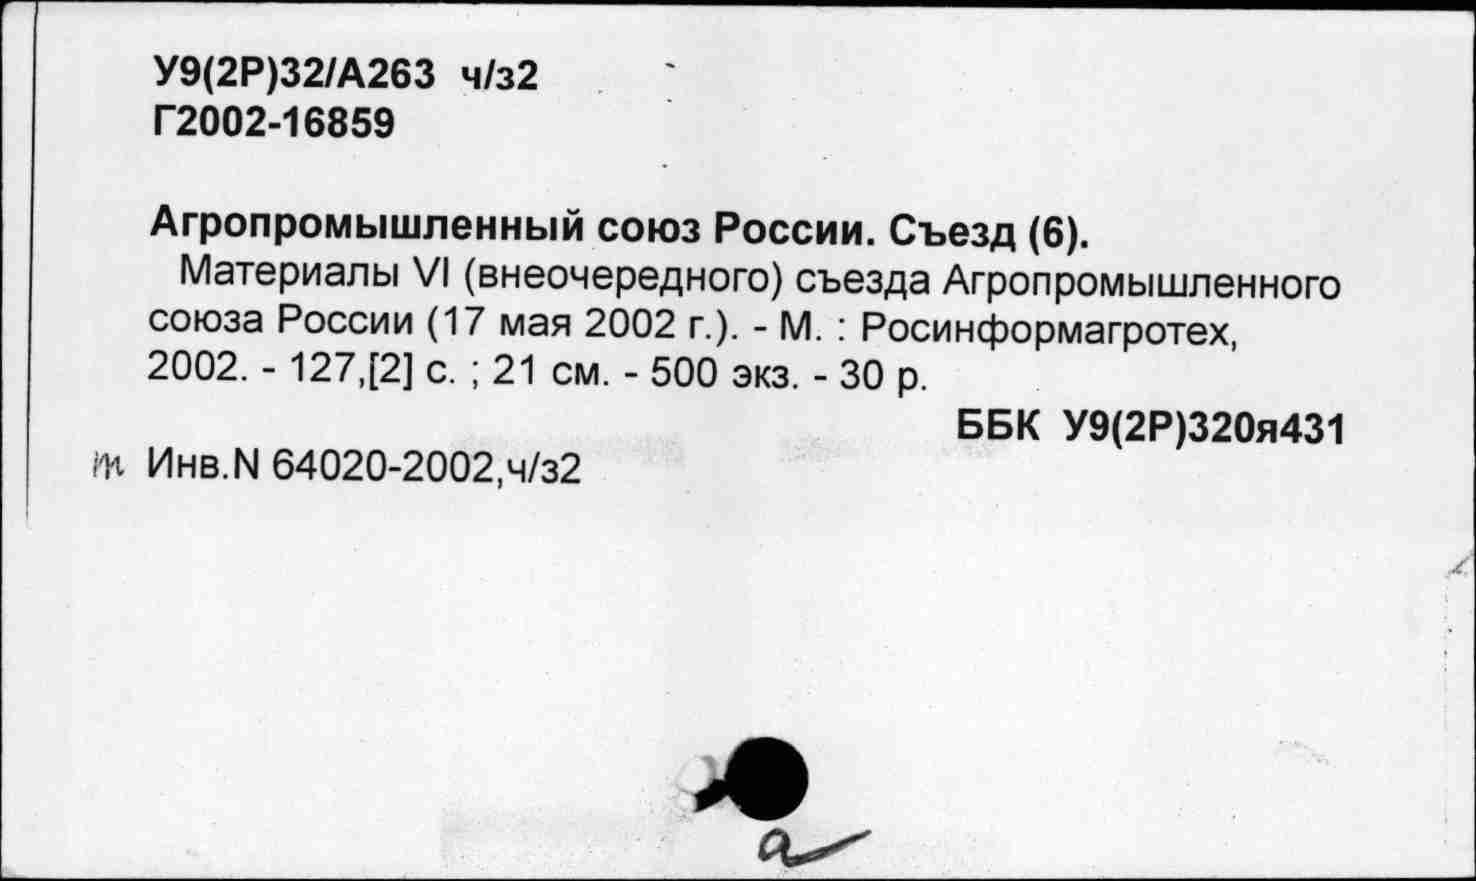 У9(2Р)32/А263 ч/з2
Г2002-16859
Агропромышленный союз России. Съезд (6).
Материалы VI (внеочередного) съезда Агропромышленного
союза России (17 мая 2002 г.). - М. : Росинформагротех,
2002. - 127,[2] с. ; 21 см. - 500 экз. - 30 р.
ББК У9(2Р)320я431
Инв.N 64020-2002,ч/з2
а